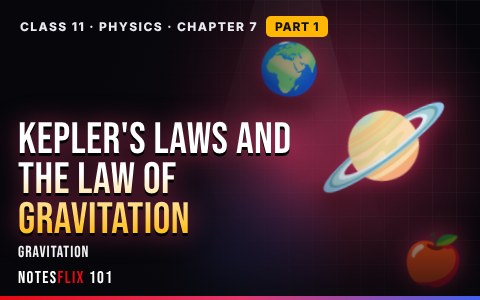 CLASS 11 · PHYSICS · CHAPTER 7 PART 1
KEPLER'S LAWS AND
THE LAW OF
GRAVITATION
GRAVITATION
NOTESFLIX 101